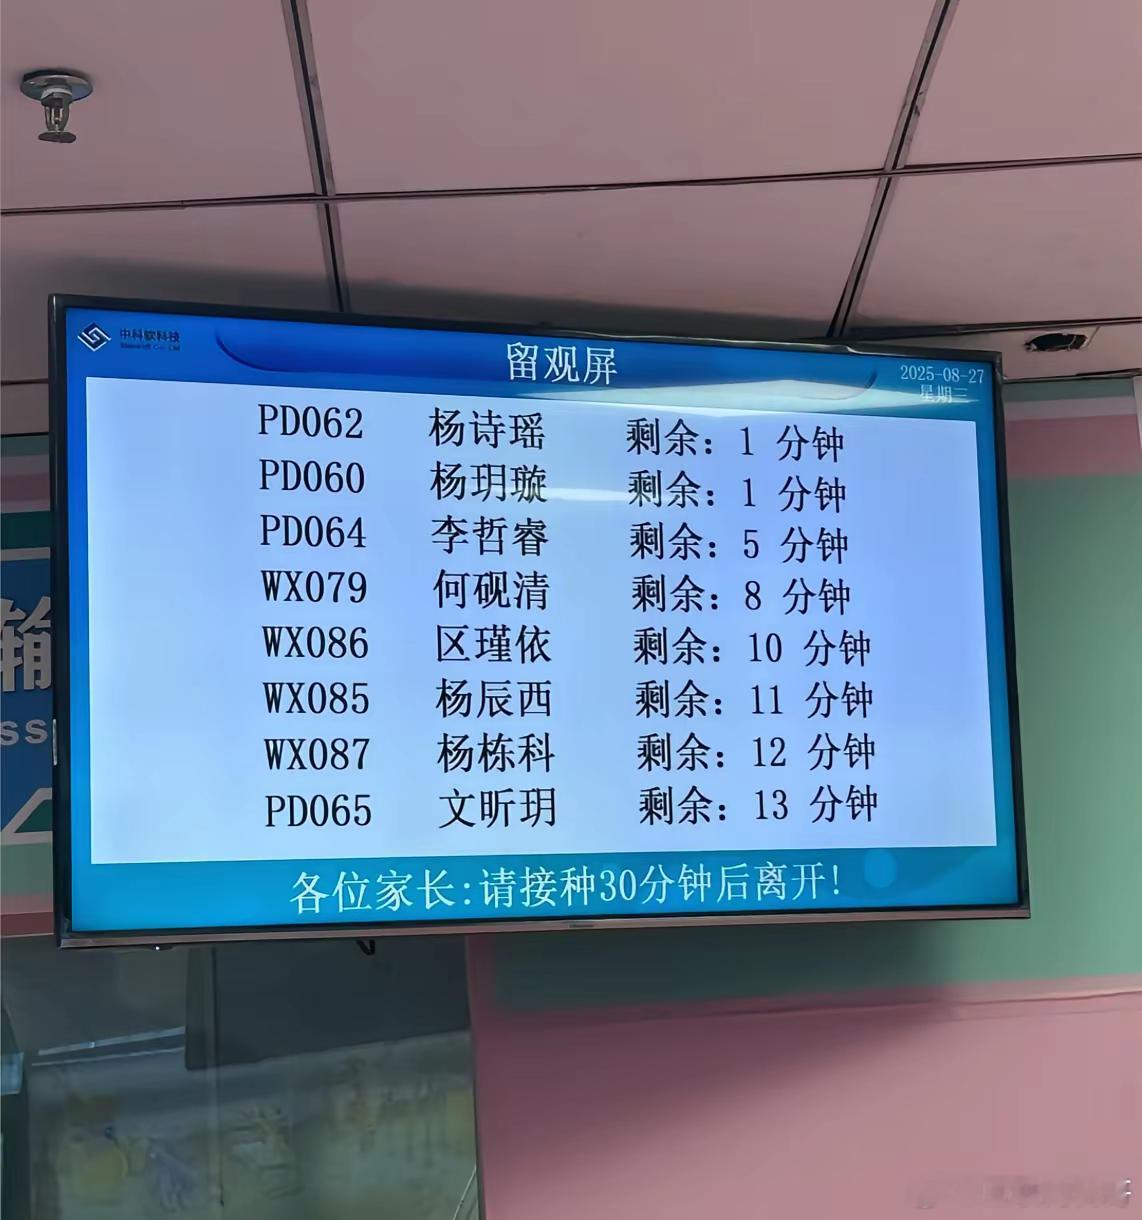 中科软科技
留观屏
2025-08-27
星期三
PD062 杨诗瑶 剩余: 1 分钟
PD060 杨玥璇 剩余: 1 分钟
PD064 李哲睿 剩余: 5 分钟
WX079 何砚清 剩余: 8 分钟
WX086 区瑾依 剩余: 10 分钟
WX085 杨辰西 剩余: 11 分钟
WX087 杨栋科 剩余: 12 分钟
PD065 文昕玥 剩余: 13 分钟
各位家长:请接种30分钟后离开!